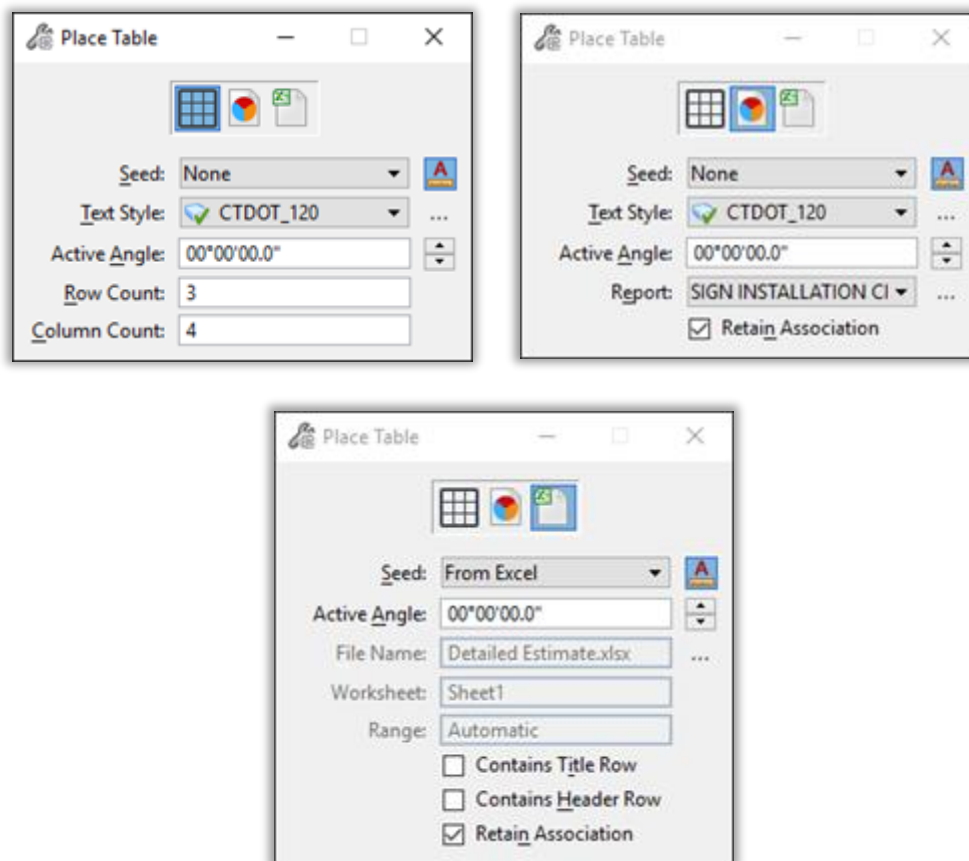 Place Table
Seed: None
Text Style: CTDOT_120 ...
Active Angle: 00°00'00.0"
Row Count: 3
Column Count: 4
Place Table
Seed: None
Text Style: CTDOT_120 ...
Active Angle: 00°00'00.0"
Report: SIGN INSTALLATION CI ...
Retain Association
Place Table
Seed: From Excel
Active Angle: 00°00'00.0"
File Name: Detailed Estimate.xlsx ...
Worksheet: Sheet1
Range: Automatic
Contains Title Row
Contains Header Row
Retain Association